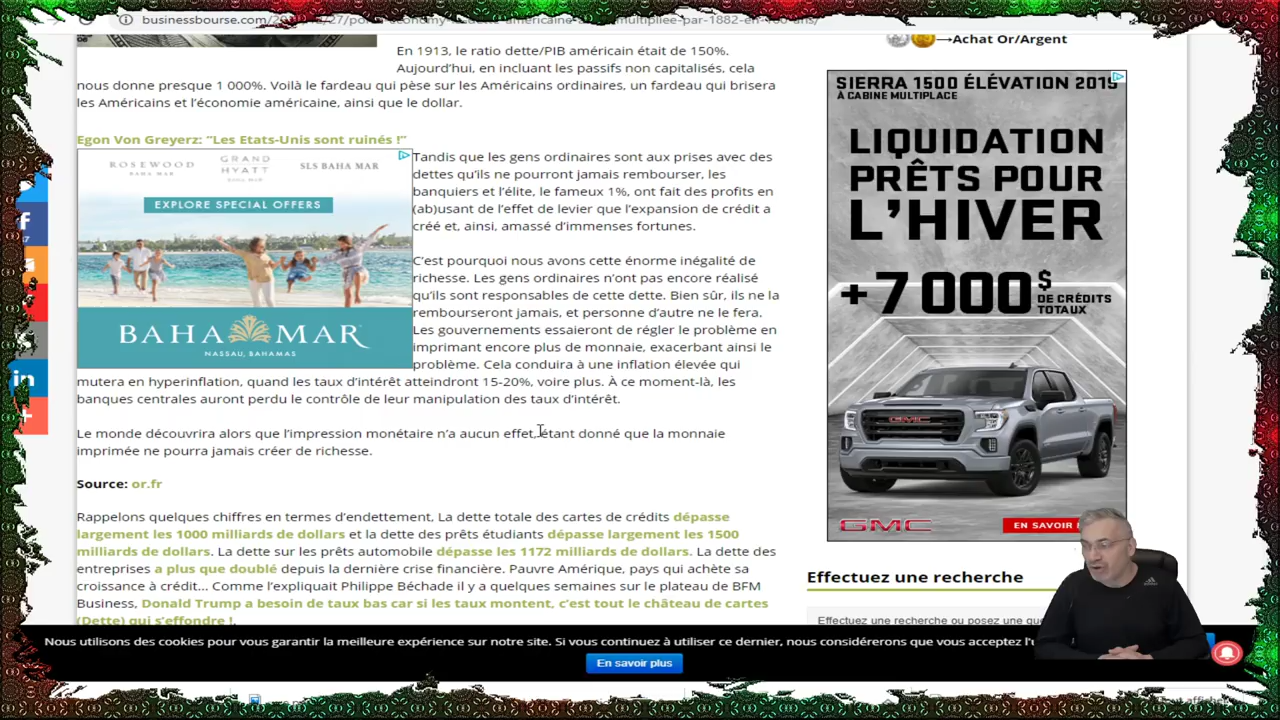 businessbourse.com/
-multipliee-par-1882-en-100-ans/
En 1913, le ratio dette/PIB américain était de 150%.
Aujourd'hui, en incluant les passifs non capitalisés, cela
nous donne presque 1 000%. Voilà le fardeau qui pèse sur les Américains ordinaires, un fardeau qui brisera
les Américains et l'économie américaine, ainsi que le dollar.
Egon Von Greyerz: "Les Etats-Unis sont ruinés !"
ROSEWOOD
BAHA MAR
GRAND
HYATT
BAHA MAR
SLS BAHA MAR
EXPLORE SPECIAL OFFERS
BAHA MAR
NASSAU, BAHAMAS
Tandis que les gens ordinaires sont aux prises avec des
dettes qu'ils ne pourront jamais rembourser, les
banquiers et l'élite, le fameux 1%, ont fait des profits en
(ab)usant de l'effet de levier que l'expansion de crédit a
créé et, ainsi, amassé d'immenses fortunes.
C'est pourquoi nous avons cette énorme inégalité de
richesse. Les gens ordinaires n'ont pas encore réalisé
qu'ils sont responsables de cette dette. Bien sûr, ils ne la
rembourseront jamais, et personne d'autre ne le fera.
Les gouvernements essaieront de régler le problème en
imprimant encore plus de monnaie, exacerbant ainsi le
problème. Cela conduira à une inflation élevée qui
mutera en hyperinflation, quand les taux d'intérêt atteindront 15-20%, voire plus. À ce moment-là, les
banques centrales auront perdu le contrôle de leur manipulation des taux d'intérêt.
Le monde découvrira alors que l'impression monétaire n'a aucun effet, étant donné que la monnaie
imprimée ne pourra jamais créer de richesse.
Source: or.fr
Rappelons quelques chiffres en termes d'endettement. La dette totale des cartes de crédits dépasse
largement les 1000 milliards de dollars et la dette des prêts étudiants dépasse largement les 1500
milliards de dollars. La dette sur les prêts automobile dépasse les 1172 milliards de dollars. La dette des
entreprises a plus que doublé depuis la dernière crise financière. Pauvre Amérique, pays qui achète sa
croissance à crédit... Comme l'expliquait Philippe Béchade il y a quelques semaines sur le plateau de BFM
Business, Donald Trump a besoin de taux bas car si les taux montent, c'est tout le château de cartes
(Dette) qui s'effondre !.
→Achat Or/Argent
SIERRA 1500 ÉLÉVATION 2019
À CABINE MULTIPLACE
LIQUIDATION
PRÊTS POUR
L'HIVER
+7 000$
DE CRÉDITS
TOTAUX
GMC
GMC
EN SAVOIR
Effectuez une recherche
Effectuez une recherche ou posez une
Nous utilisons des cookies pour vous garantir la meilleure expérience sur notre site. Si vous continuez à utiliser ce dernier, nous considérerons que vous acceptez
En savoir plus